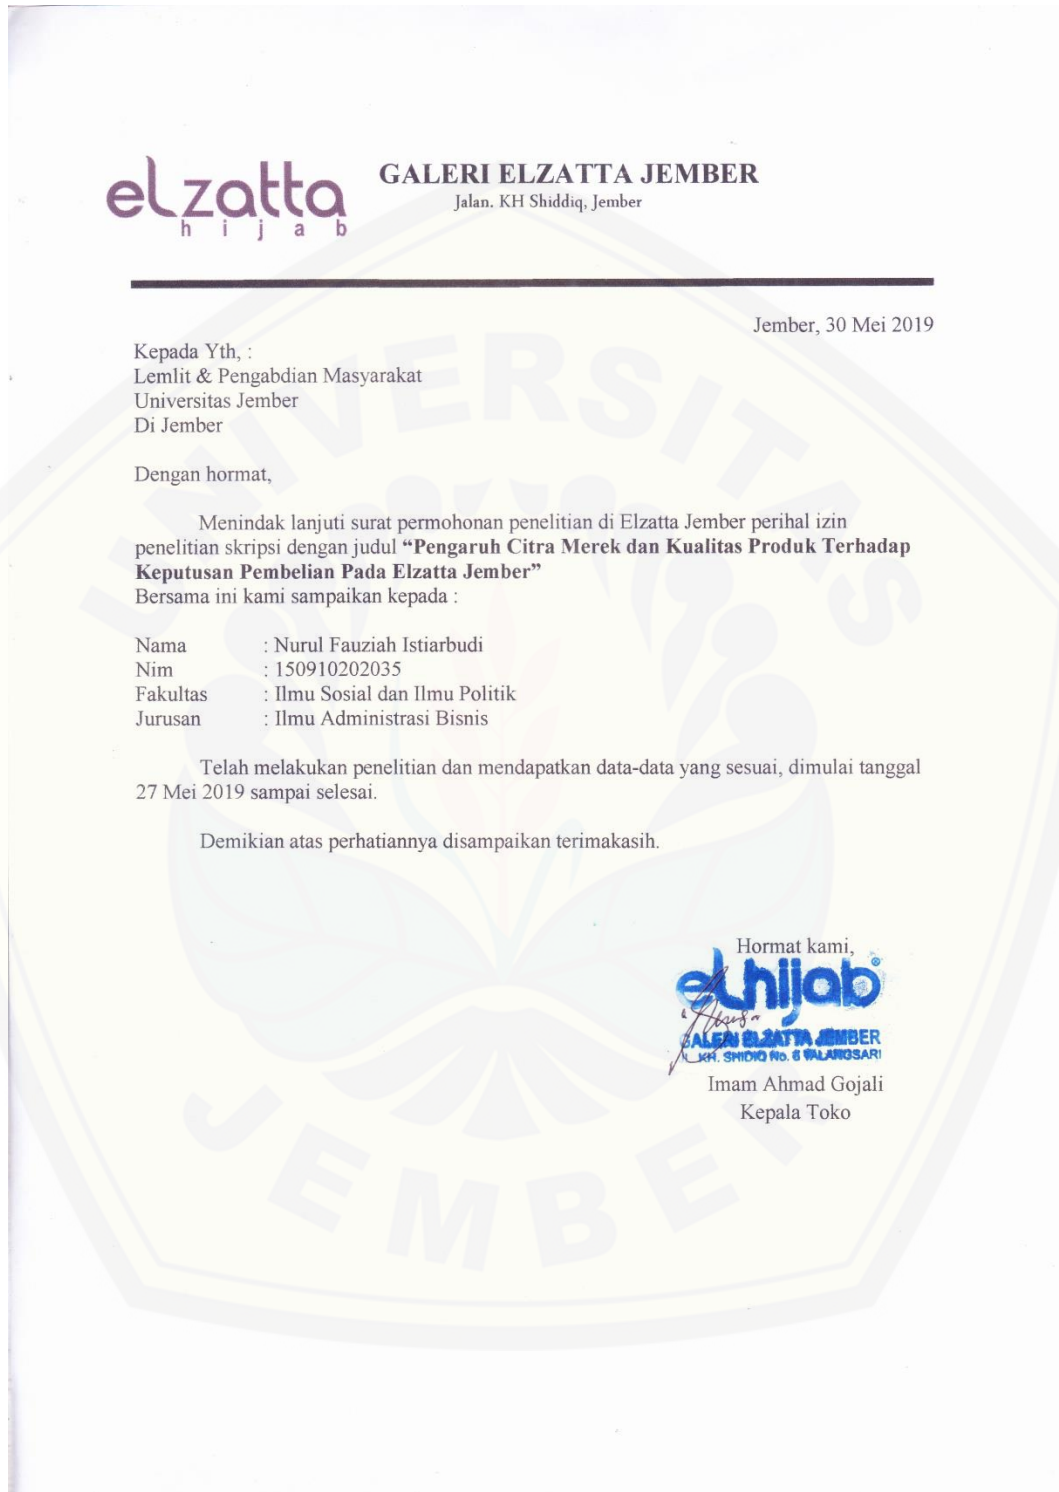 elzatta
hijab
GALERI ELZATTA JEMBER
Jalan. KH Shiddiq, Jember
Jember, 30 Mei 2019
Kepada Yth, :
Lemlit & Pengabdian Masyarakat
Universitas Jember
Di Jember
Dengan hormat,
Menindak lanjuti surat permohonan penelitian di Elzatta Jember perihal izin
penelitian skripsi dengan judul “Pengaruh Citra Merek dan Kualitas Produk Terhadap
Keputusan Pembelian Pada Elzatta Jember”
Bersama ini kami sampaikan kepada :
Nama : Nurul Fauziah Istiarbudi
Nim : 150910202035
Fakultas : Ilmu Sosial dan Ilmu Politik
Jurusan : Ilmu Administrasi Bisnis
Telah melakukan penelitian dan mendapatkan data-data yang sesuai, dimulai tanggal
27 Mei 2019 sampai selesai.
Demikian atas perhatiannya disampaikan terimakasih.
Hormat kami,
elhijab
GALERI ELZATTA JEMBER
KH. SHIDIQ No. 6 TALANGSARI
Imam Ahmad Gojali
Kepala Toko
UNIVERSITAS
JEMBER